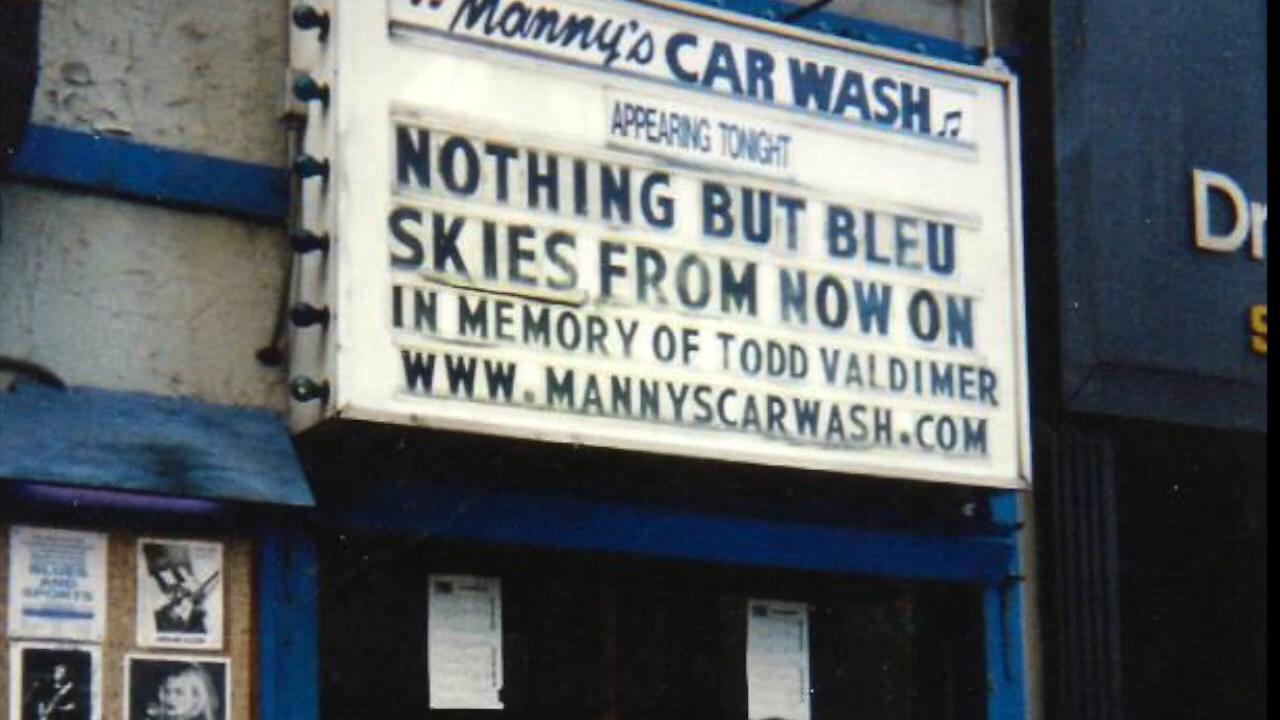 Manny's CAR WASH
APPEARING TONIGHT
NOTHING BUT BLEU
SKIES FROM NOW ON
IN MEMORY OF TODD VALDIMER
WWW.MANNYSCARWASH.COM
Dr
S
BLUES
AND
SPORTS